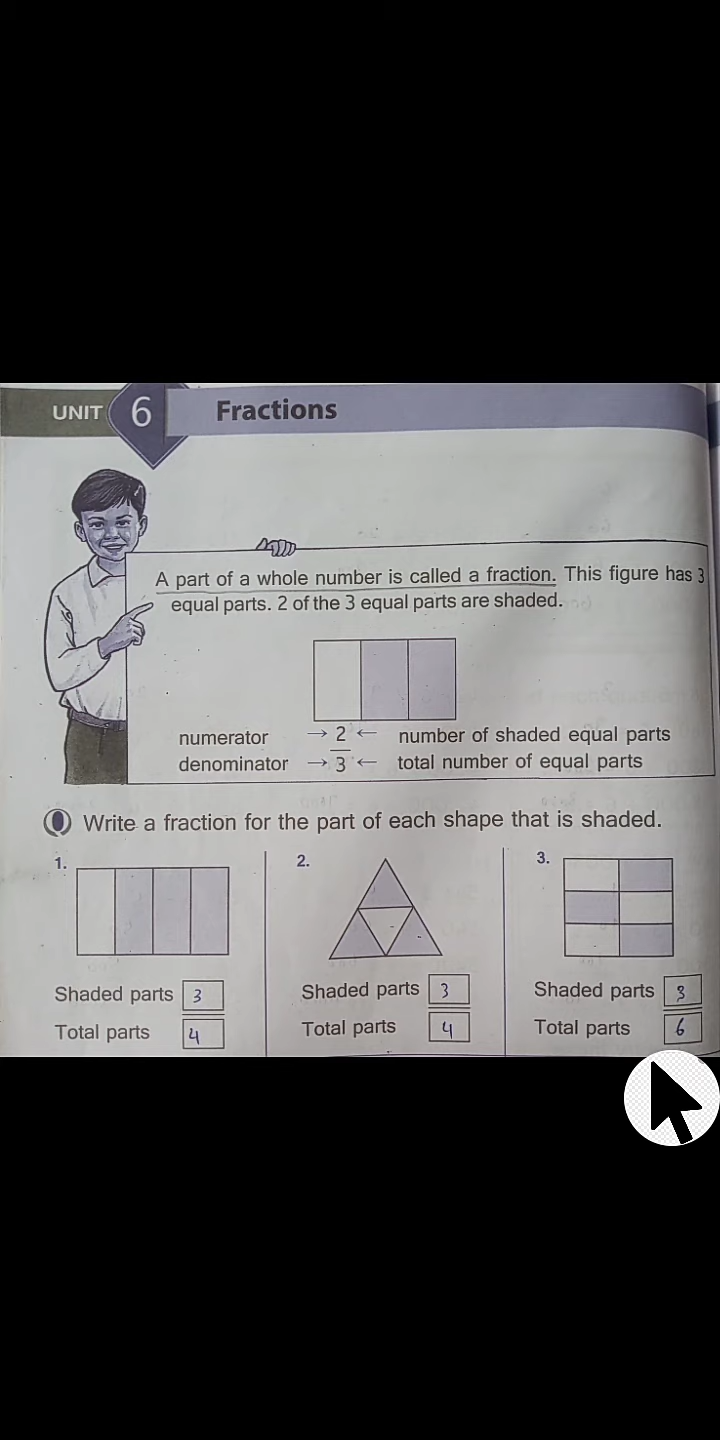 UNIT 6 Fractions
A part of a whole number is called a fraction. This figure has 3
equal parts. 2 of the 3 equal parts are shaded.
numerator → 2 ← number of shaded equal parts
denominator → 3 ← total number of equal parts
Write a fraction for the part of each shape that is shaded.
1. 2. 3.
Shaded parts 3 Shaded parts 3 Shaded parts 3
Total parts 4 Total parts 4 Total parts 6